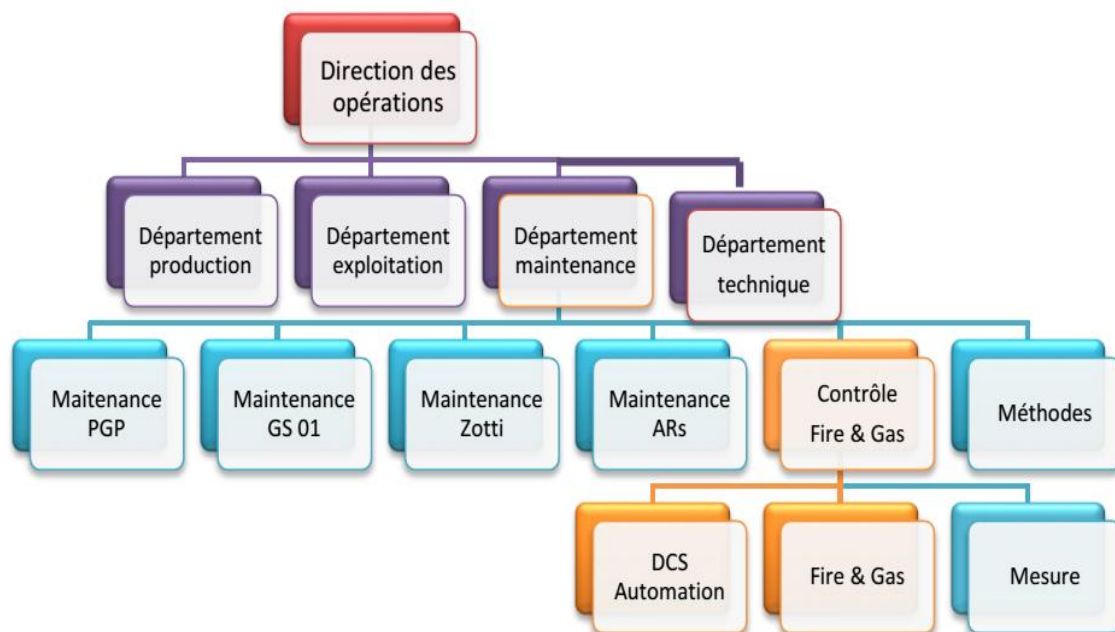 Direction des
opérations
Département
production
Département
exploitation
Département
maintenance
Département
technique
Maitenance
PGP
Maintenance
GS 01
Maintenance
Zotti
Maintenance
ARs
Contrôle
Fire & Gas
Méthodes
DCS
Automation
Fire & Gas
Mesure